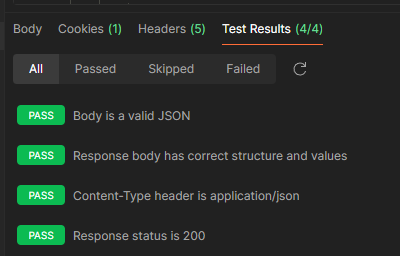 Body Cookies (1) Headers (5) Test Results (4/4)
All Passed Skipped Failed
PASS Body is a valid JSON
PASS Response body has correct structure and values
PASS Content-Type header is application/json
PASS Response status is 200